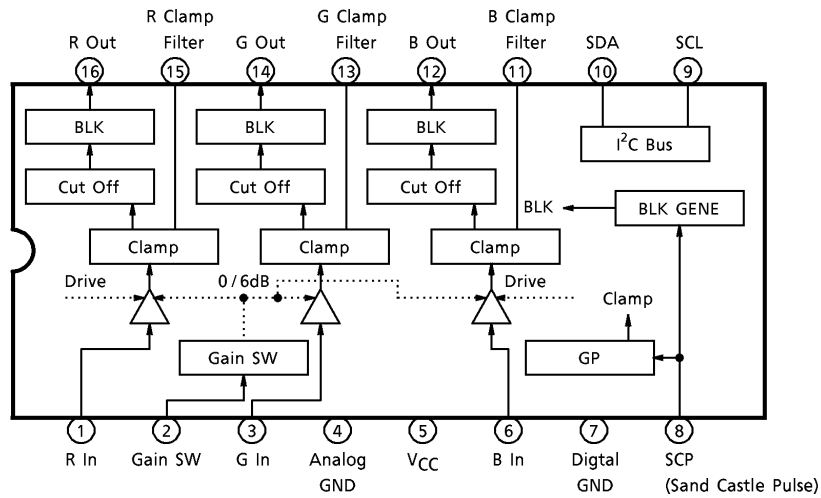 R Clamp
G Clamp
B Clamp
R Out
Filter
G Out
Filter
B Out
Filter
SDA
SCL
16
15
14
13
12
11
10
9
BLK
BLK
BLK
I²C Bus
Cut Off
Cut Off
Cut Off
BLK
BLK GENE
Clamp
Clamp
Clamp
Drive
0/6dB
Drive
Clamp
Gain SW
GP
1
2
3
4
5
6
7
8
R In
Gain SW
G In
Analog
GND
VCC
B In
Digtal
GND
SCP
(Sand Castle Pulse)